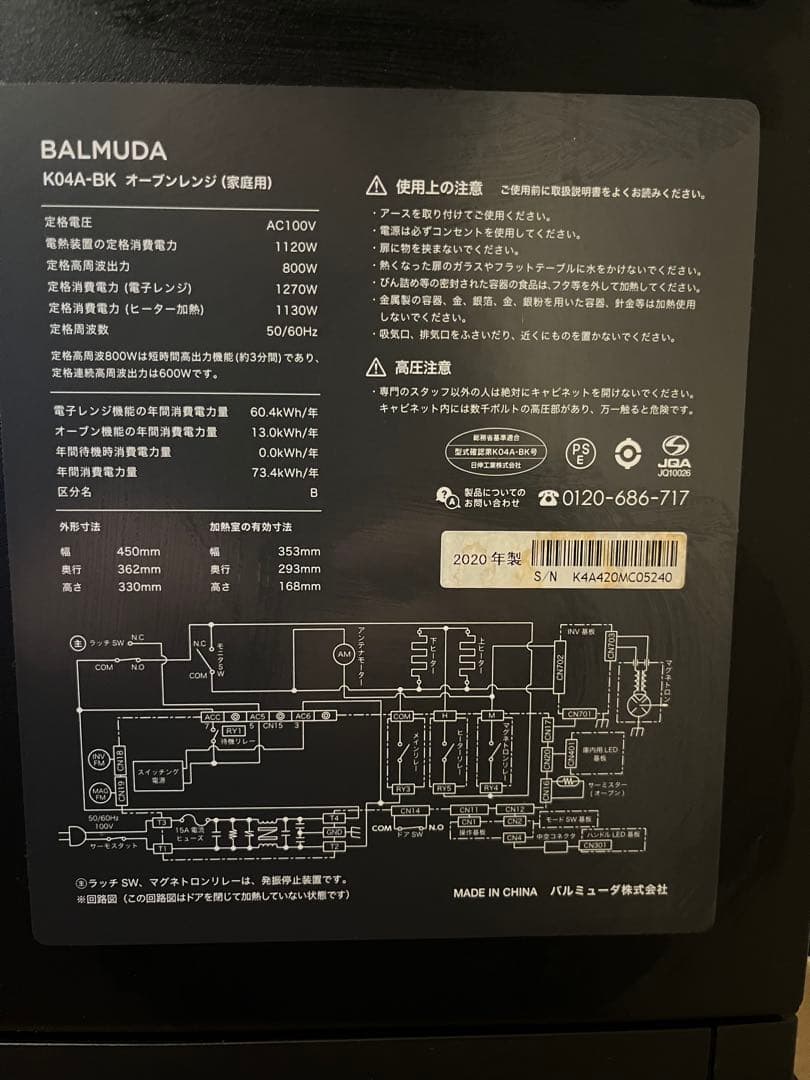 BALMUDA
K04A-BK オーブンレンジ (家庭用)
定格電圧 AC100V
電熱装置の定格消費電力 1120W
定格高周波出力 800W
定格消費電力 (電子レンジ) 1270W
定格消費電力 (ヒーター加熱) 1130W
定格周波数 50/60Hz
定格高周波800Wは短時間高出力機能(約3分間)であり、
定格連続高周波出力は600Wです。
電子レンジ機能の年間消費電力量 60.4kWh/年
オーブン機能の年間消費電力量 13.0kWh/年
年間待機時消費電力量 0.0kWh/年
年間消費電力量 73.4kWh/年
区分名 B
外形寸法 加熱室の有効寸法
幅 450mm 幅 353mm
奥行 362mm 奥行 293mm
高さ 330mm 高さ 168mm
使用上の注意 ご使用前に取扱説明書をよくお読みください。
・アースを取り付けてご使用ください。
・電源は必ずコンセントを使用してください。
・扉に物を挟まないでください。
・熱くなった扉のガラスやフラットテーブルに水をかけないでください。
・びん詰め等の密封された容器の食品は、フタ等を外して加熱してください。
・金属製の容器、金、銀箔、金、銀粉を用いた容器、針金等は加熱使用
しないでください。
・吸気口、排気口をふさいだり、近くにものを置かないでください。
高圧注意
・専門のスタッフ以外の人は絶対にキャビネットを開けないでください。
キャビネット内には数千ボルトの高圧部があり、万一触ると危険です。
総務省基準適合
型式確認第K04A-BK号
日伸工業株式会社
PS
E
JQA
JQ10026
製品についての
お問い合わせ
0120-686-717
2020 年製
S/N K4A420MC05240
主 ラッチ SW N.C
COM N.O
N.C
COM
モニタSW
AM
アンテナモーター
下ヒーター
上ヒーター
INV 基板
CN702
CN703
CN701
マグネトロン
ACC AC5 AC6
7 5 CN15 3
RY1
待機リレー
COM H M
メインリレー
ヒーターリレー
マグネトロンリレー
RY3 RY5 RY4
INV FM
MAG FM
CN18
CN19
スイッチング
電源
CN17
CN20
CN16
CN401
庫内用 LED
基板
サーミスター
(オーブン)
50/60Hz
100V
サーモスタット
T3
T1
15A 電流
ヒューズ
T4
GND
T2
CN14
COM N.O
ドア SW
CN11 CN12
CN1 CN2
操作基板
モード SW 基板
CN4
中空コネクタ
ハンドル LED 基板
CN301
主ラッチ SW、マグネトロンリレーは、発振停止装置です。
※回路図 (この回路図はドアを閉じて加熱していない状態です)
MADE IN CHINA バルミューダ株式会社